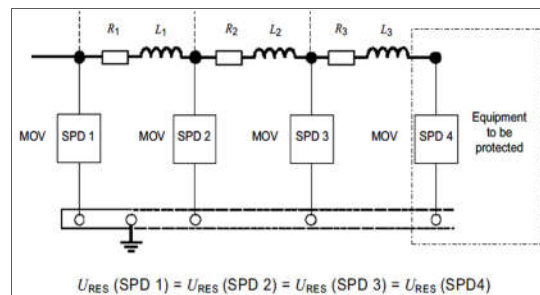 R1 L1 R2 L2 R3 L3
MOV SPD 1 MOV SPD 2 MOV SPD 3 MOV SPD 4
Equipment
to be
protected
URES (SPD 1) = URES (SPD 2) = URES (SPD 3) = URES (SPD4)